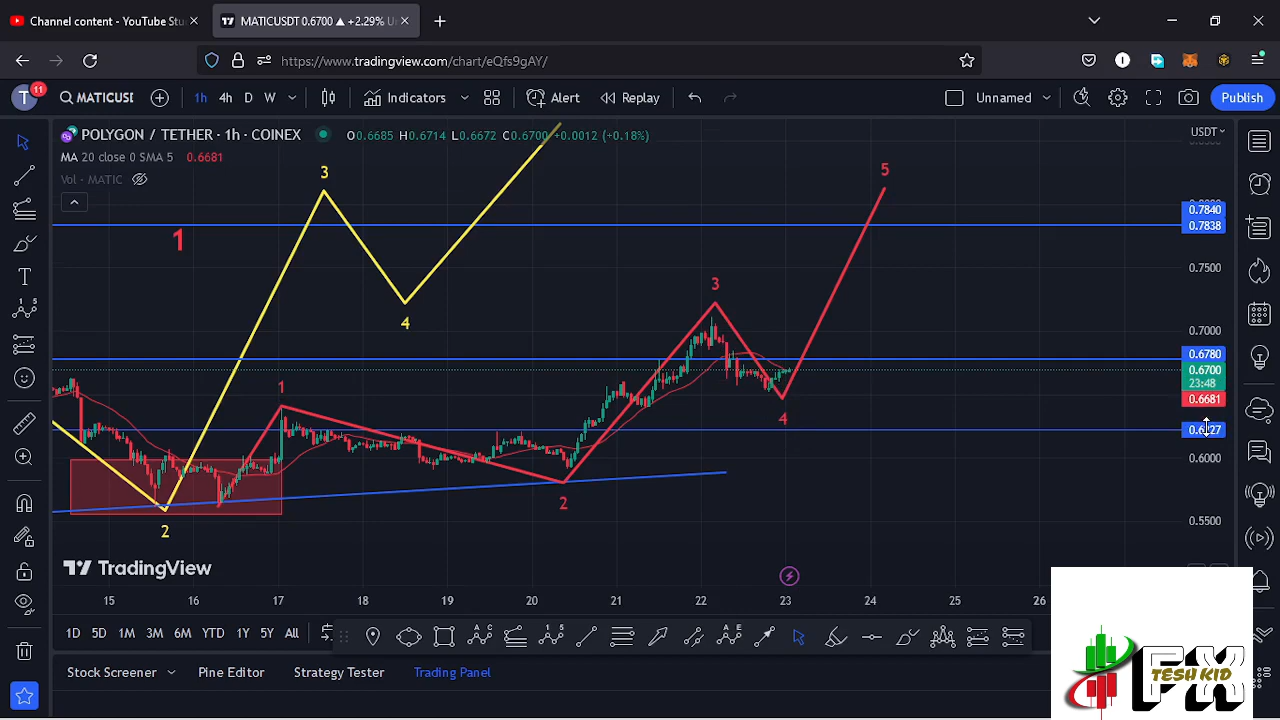 Channel content - YouTube Stu
MATICUSDT 0.6700 ▲ +2.29% U
https://www.tradingview.com/chart/eQfs9gAY/
T 11 MATICUSI 1h 4h D W Indicators Alert Replay Unnamed Publish
POLYGON / TETHER · 1h · COINEX O0.6685 H0.6714 L0.6672 C0.6700 +0.0012 (+0.18%)
USDT
MA 20 close 0 SMA 5 0.6681
Vol - MATIC
3
5
1
0.7840
0.7838
0.7500
3
4
0.7000
0.6780
0.6700
23:48
0.6681
1
4
0.6000
2
2
0.5500
TradingView
15 16 17 18 19 20 21 22 23 24 25 26
1D 5D 1M 3M 6M YTD 1Y 5Y All
Stock Screener Pine Editor Strategy Tester Trading Panel
FX
TESH KID